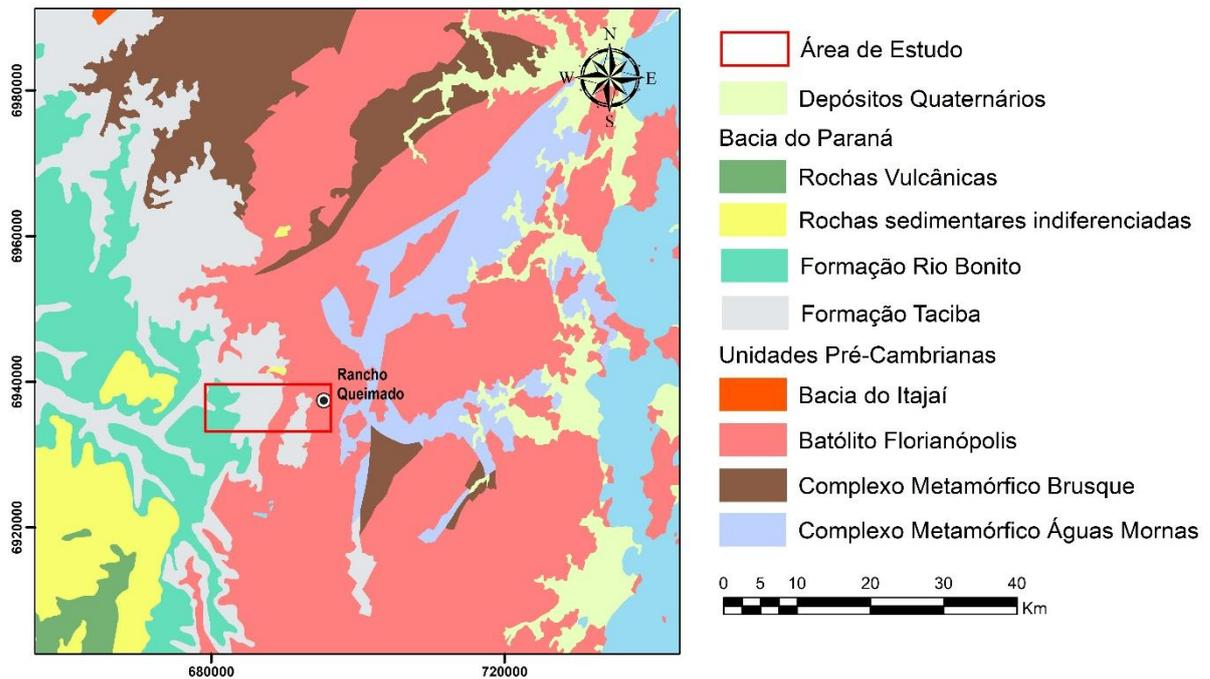 N
W
E
S
6980000
6960000
6940000
6920000
680000
720000
Rancho
Queimado
Área de Estudo
Depósitos Quaternários
Bacia do Paraná
Rochas Vulcânicas
Rochas sedimentares indiferenciadas
Formação Rio Bonito
Formação Taciba
Unidades Pré-Cambrianas
Bacia do Itajaí
Batólito Florianópolis
Complexo Metamórfico Brusque
Complexo Metamórfico Águas Mornas
0 5 10 20 30 40
Km